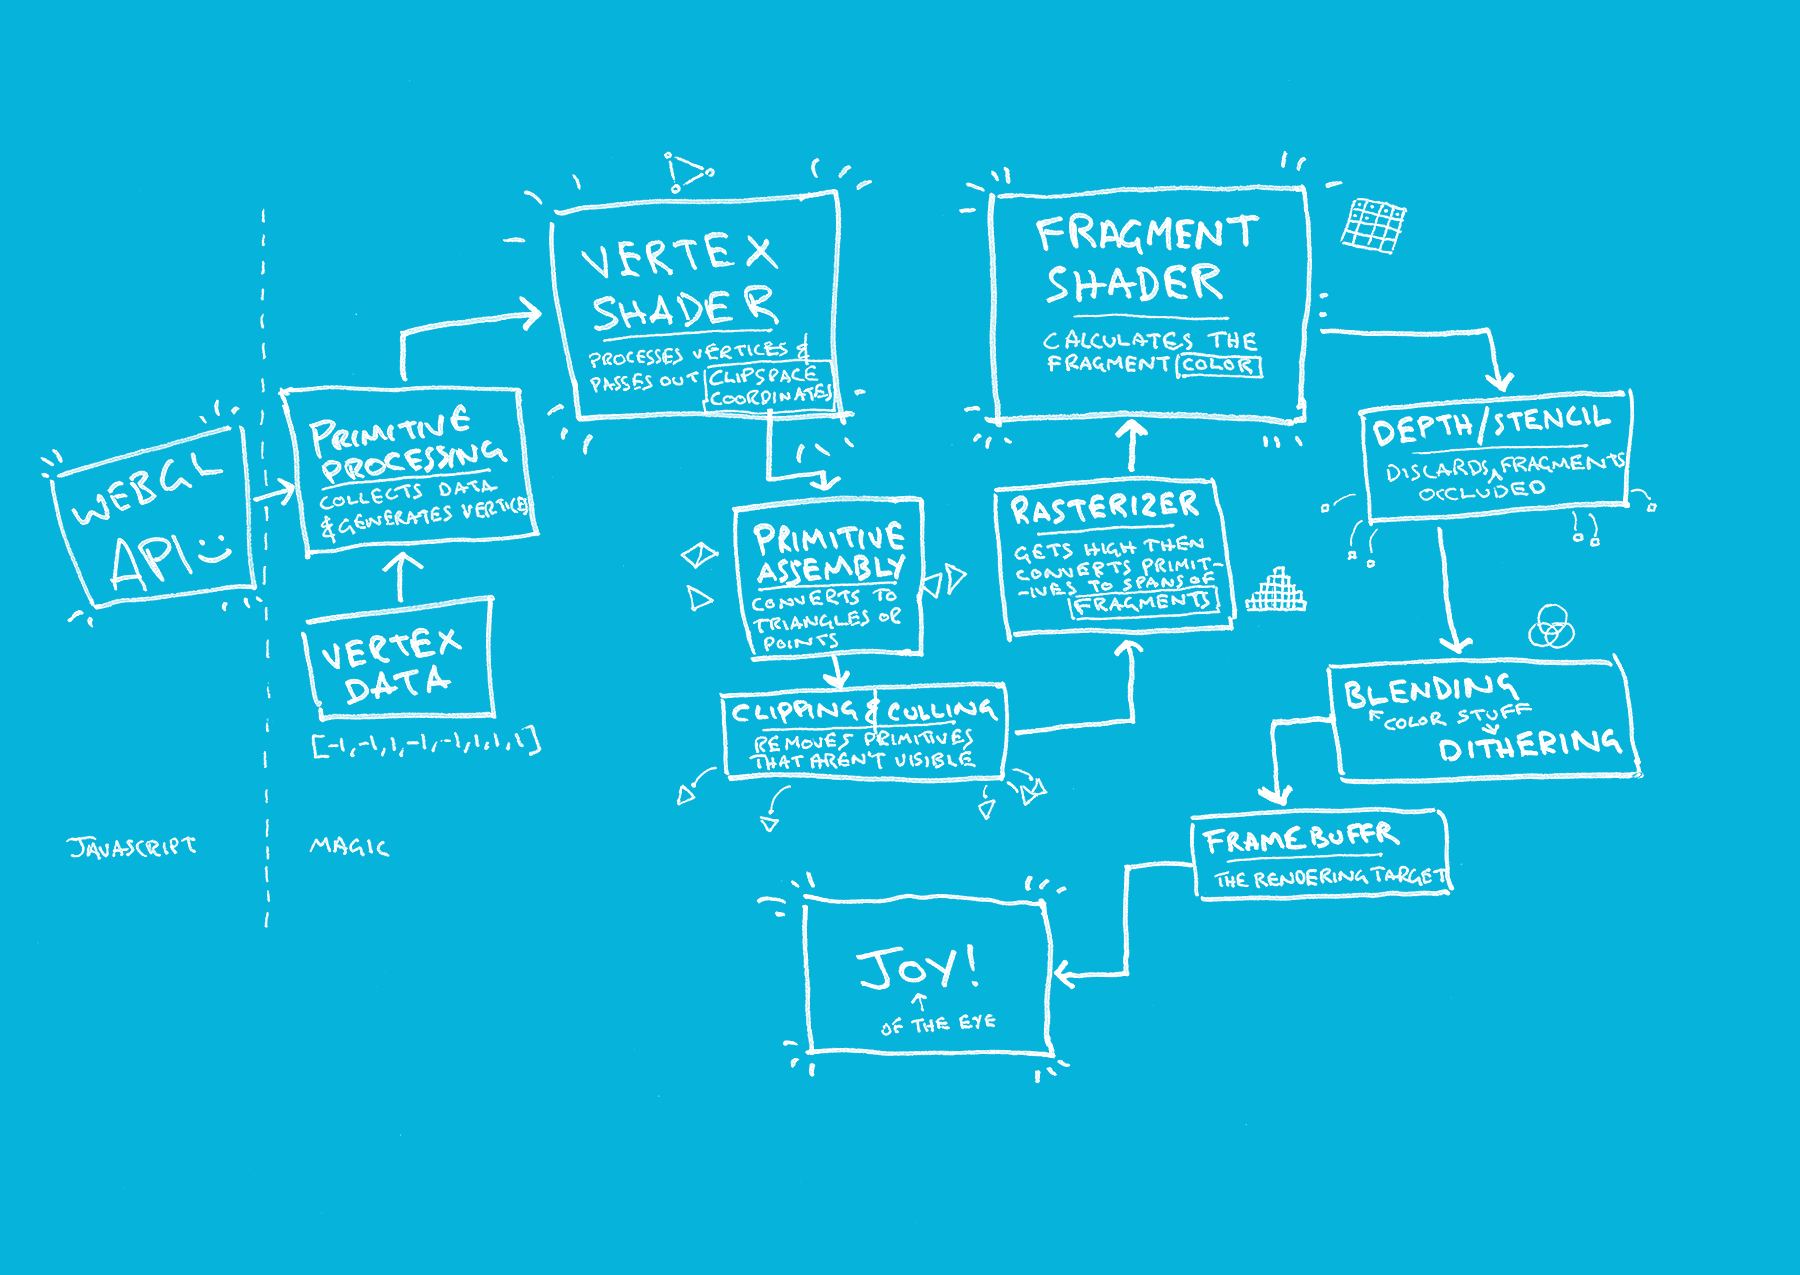 WEBGL
API
JAVASCRIPT
MAGIC
PRIMITIVE
PROCESSING
COLLECTS DATA
& GENERATES VERTICES
VERTEX
DATA
[-1,-1,1,-1,-1,1,1,1]
VERTEX
SHADER
PROCESSES VERTICES &
PASSES OUT CLIPSPACE
COORDINATES
PRIMITIVE
ASSEMBLY
CONVERTS TO
TRIANGLES OR
POINTS
CLIPPING & CULLING
REMOVES PRIMITIVES
THAT AREN'T VISIBLE
RASTERIZER
GETS HIGH THEN
CONVERTS PRIMIT-
-IVES TO SPANS OF
FRAGMENTS
FRAGMENT
SHADER
CALCULATES THE
FRAGMENT COLOR
DEPTH/STENCIL
DISCARDS FRAGMENTS
OCCLUDED
BLENDING
COLOR STUFF
DITHERING
FRAMEBUFFR
THE RENDERING TARGET
JOY!
OF THE EYE